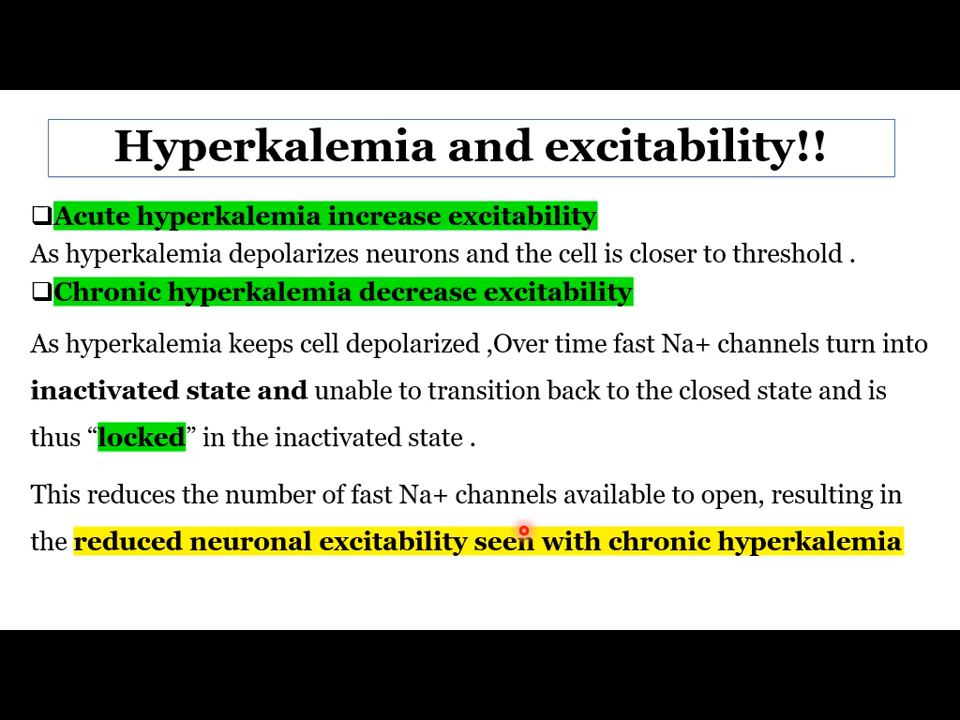 Hyperkalemia and excitability!!
❑Acute hyperkalemia increase excitability
As hyperkalemia depolarizes neurons and the cell is closer to threshold .
❑Chronic hyperkalemia decrease excitability
As hyperkalemia keeps cell depolarized ,Over time fast Na+ channels turn into
inactivated state and unable to transition back to the closed state and is
thus “locked” in the inactivated state .
This reduces the number of fast Na+ channels available to open, resulting in
the reduced neuronal excitability seen with chronic hyperkalemia